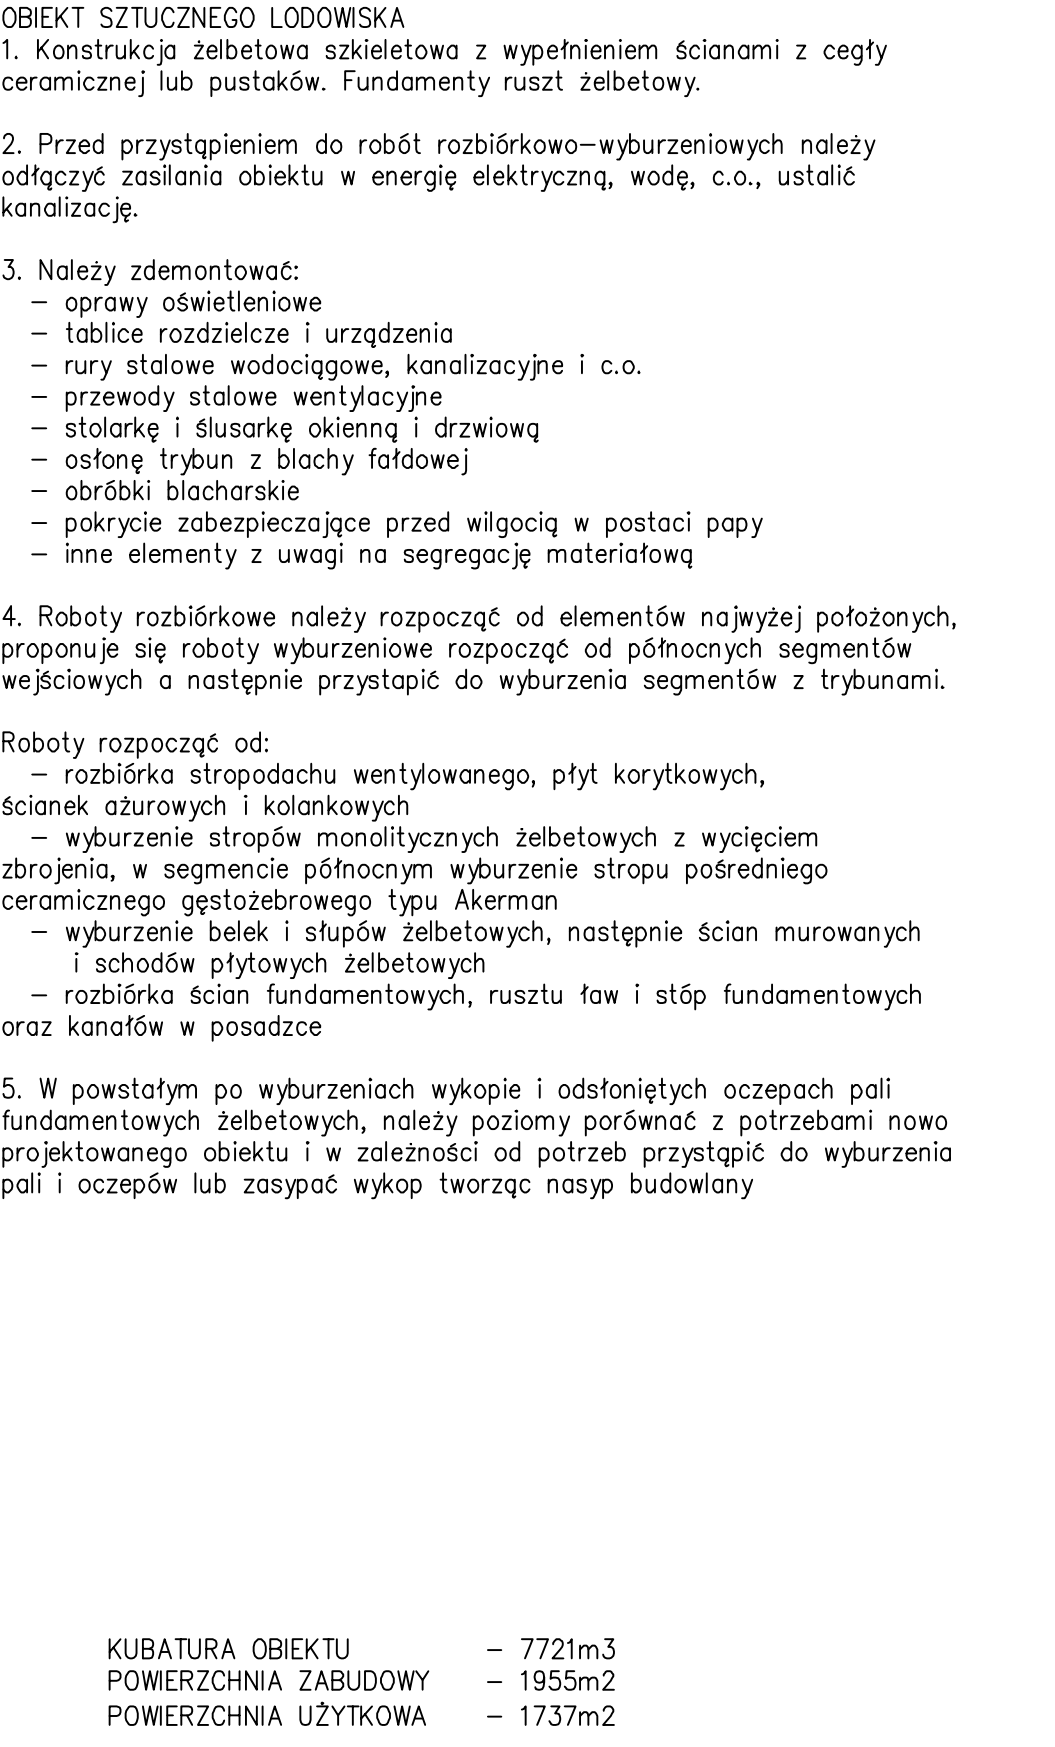 OBIEKT SZTUCZNEGO LODOWISKA
1. Konstrukcja żelbetowa szkieletowa z wypełnieniem ścianami z cegły
ceramicznej lub pustaków. Fundamenty ruszt żelbetowy.
2. Przed przystąpieniem do robót rozbiórkowo–wyburzeniowych należy
odłączyć zasilania obiektu w energię elektryczną, wodę, c.o., ustalić
kanalizację.
3. Należy zdemontować:
– oprawy oświetleniowe
– tablice rozdzielcze i urządzenia
– rury stalowe wodociągowe, kanalizacyjne i c.o.
– przewody stalowe wentylacyjne
– stolarkę i ślusarkę okienną i drzwiową
– osłonę trybun z blachy fałdowej
– obróbki blacharskie
– pokrycie zabezpieczające przed wilgocią w postaci papy
– inne elementy z uwagi na segregację materiałową
4. Roboty rozbiórkowe należy rozpocząć od elementów najwyżej położonych,
proponuje się roboty wyburzeniowe rozpocząć od północnych segmentów
wejściowych a następnie przystapić do wyburzenia segmentów z trybunami.
Roboty rozpocząć od:
– rozbiórka stropodachu wentylowanego, płyt korytkowych,
ścianek ażurowych i kolankowych
– wyburzenie stropów monolitycznych żelbetowych z wycięciem
zbrojenia, w segmencie północnym wyburzenie stropu pośredniego
ceramicznego gęstożebrowego typu Akerman
– wyburzenie belek i słupów żelbetowych, następnie ścian murowanych
i schodów płytowych żelbetowych
– rozbiórka ścian fundamentowych, rusztu ław i stóp fundamentowych
oraz kanałów w posadzce
5. W powstałym po wyburzeniach wykopie i odsłoniętych oczepach pali
fundamentowych żelbetowych, należy poziomy porównać z potrzebami nowo
projektowanego obiektu i w zależności od potrzeb przystąpić do wyburzenia
pali i oczepów lub zasypać wykop tworząc nasyp budowlany
KUBATURA OBIEKTU – 7721m3
POWIERZCHNIA ZABUDOWY – 1955m2
POWIERZCHNIA UŻYTKOWA – 1737m2